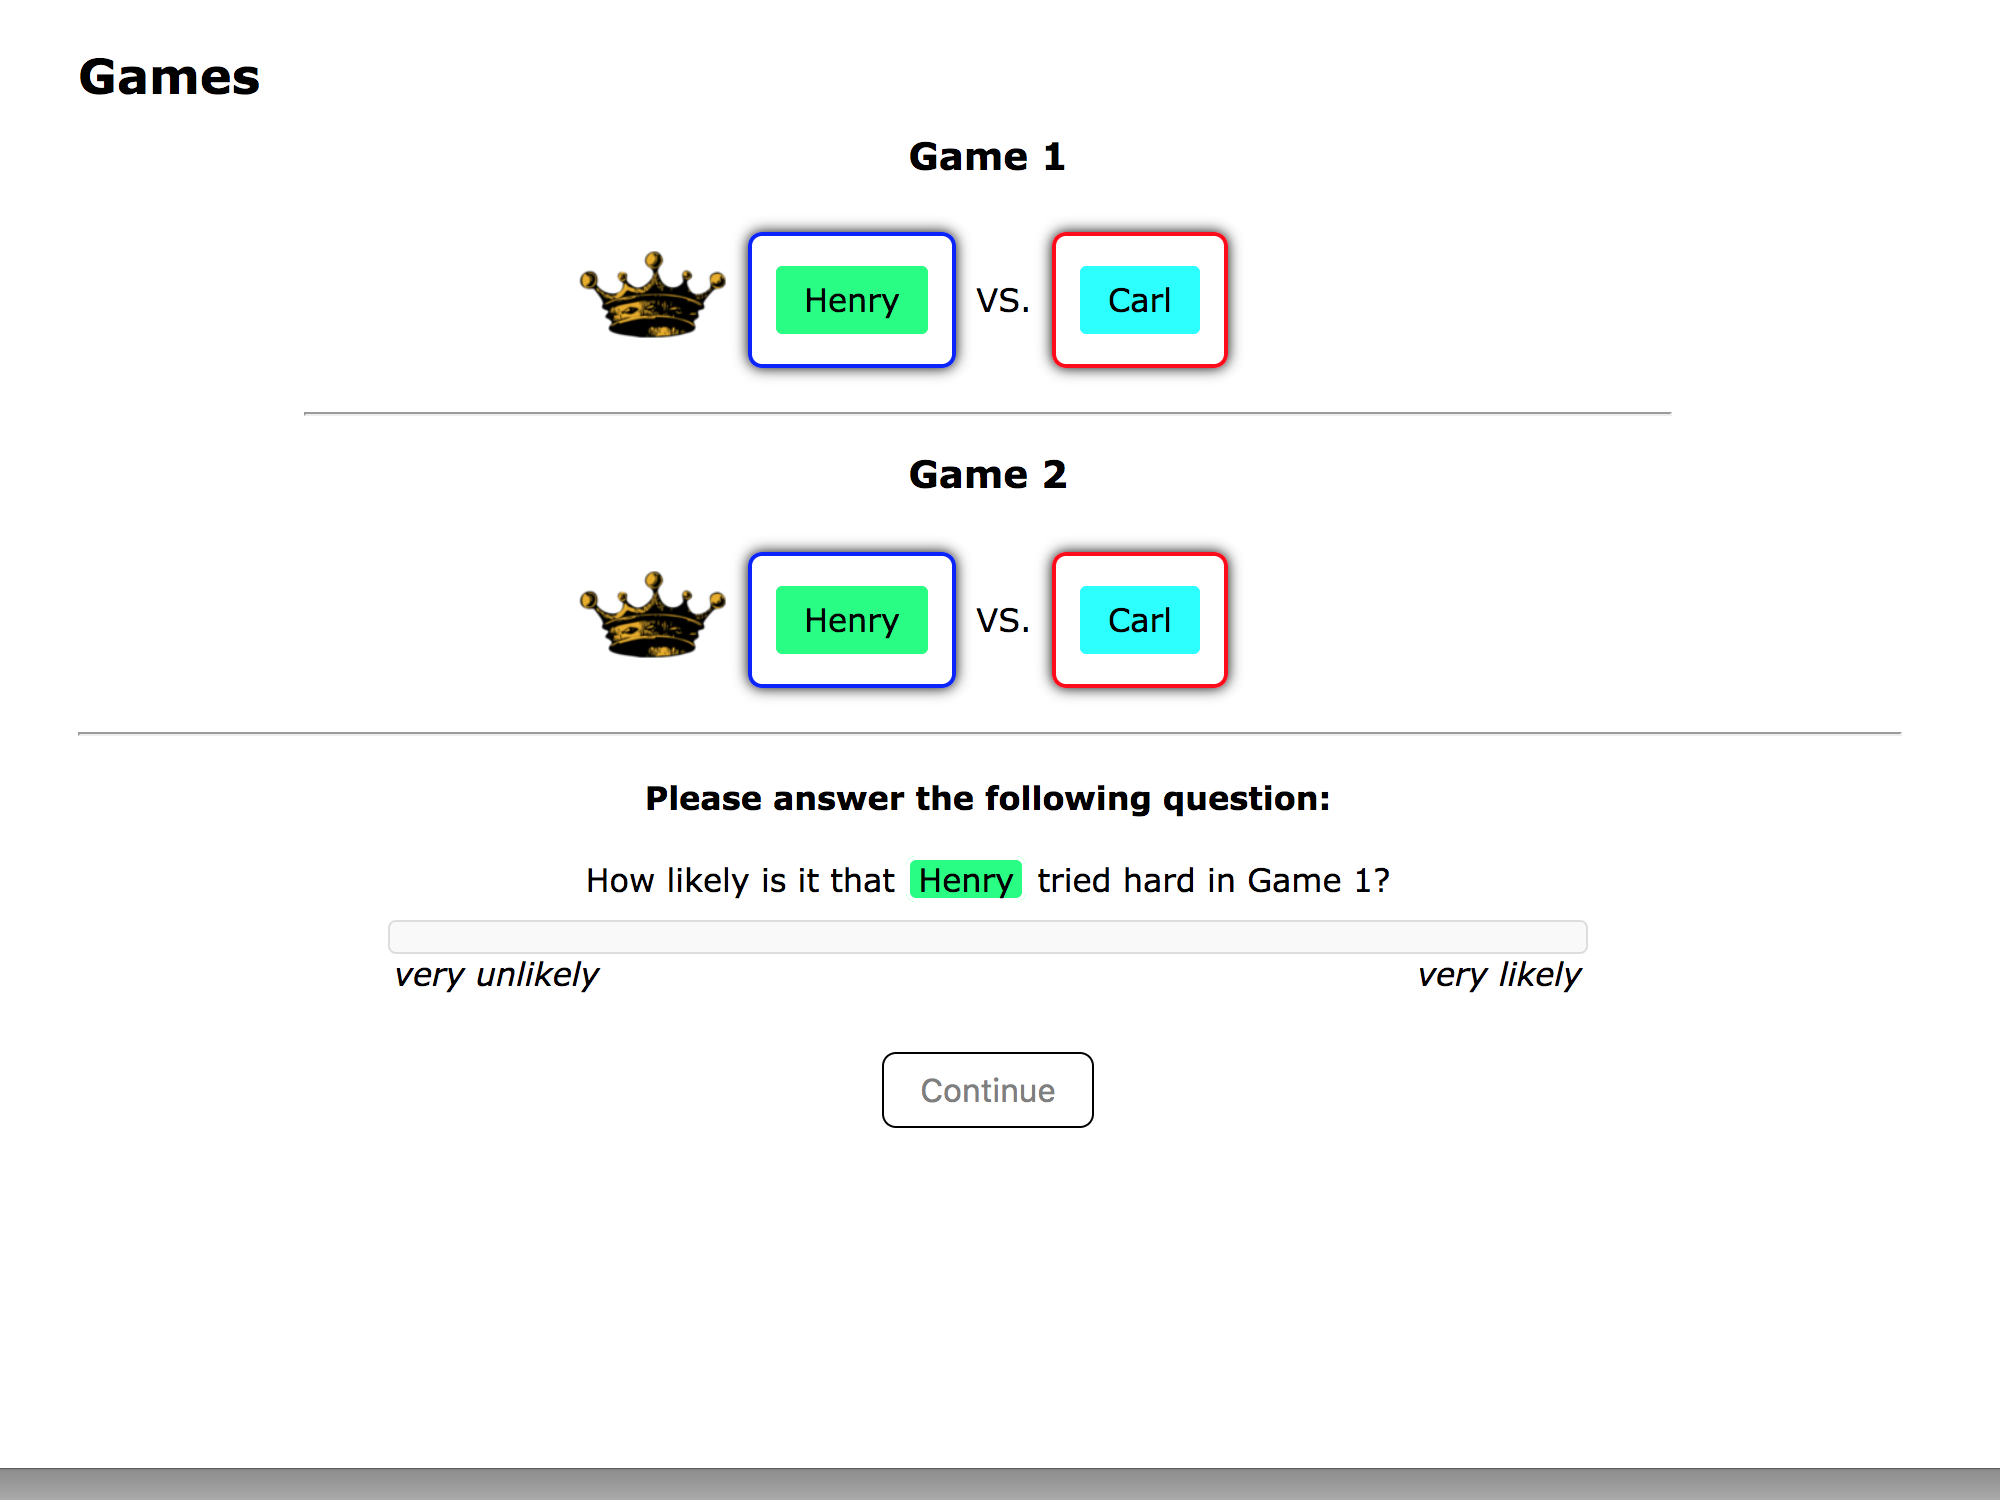 Games
Game 1
Henry VS. Carl
Game 2
Henry VS. Carl
Please answer the following question:
How likely is it that Henry tried hard in Game 1?
very unlikely very likely
Continue